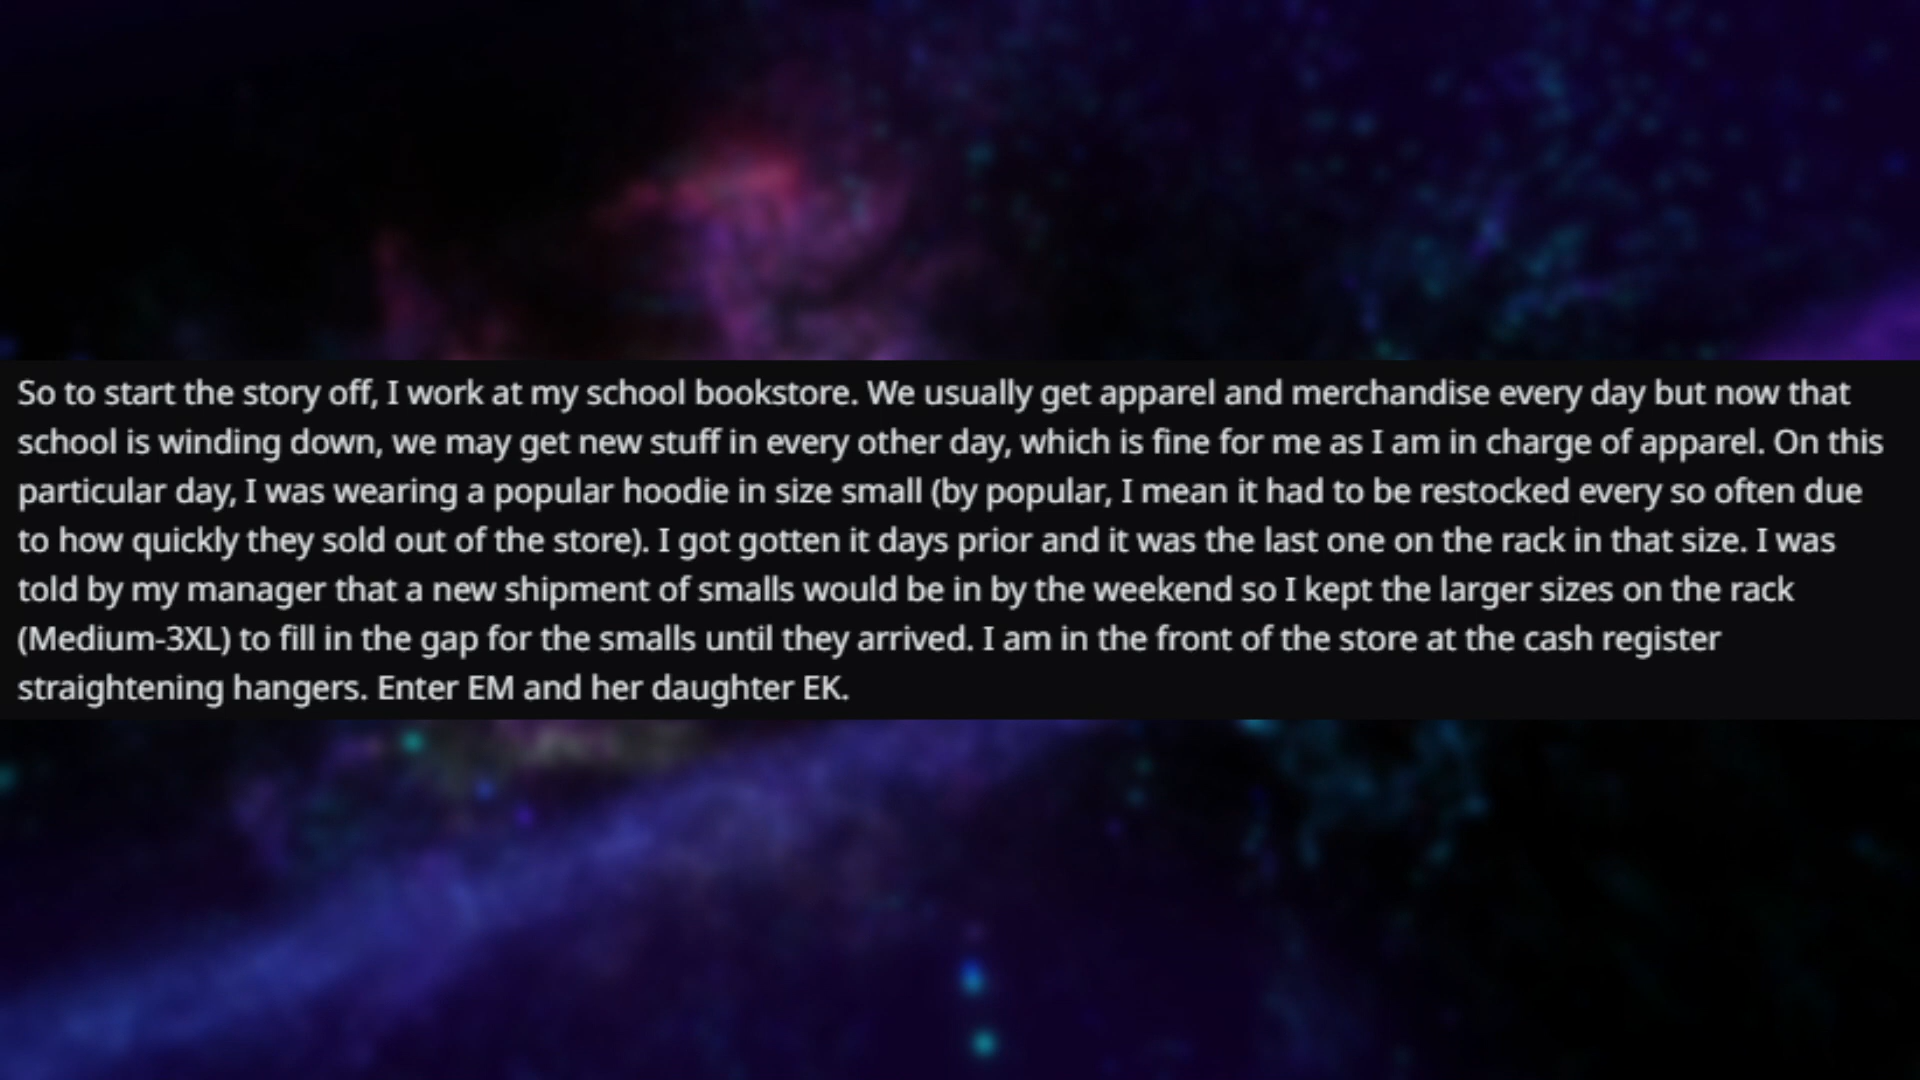 So to start the story off, I work at my school bookstore. We usually get apparel and merchandise every day but now that
school is winding down, we may get new stuff in every other day, which is fine for me as I am in charge of apparel. On this
particular day, I was wearing a popular hoodie in size small (by popular, I mean it had to be restocked every so often due
to how quickly they sold out of the store). I got gotten it days prior and it was the last one on the rack in that size. I was
told by my manager that a new shipment of smalls would be in by the weekend so I kept the larger sizes on the rack
(Medium-3XL) to fill in the gap for the smalls until they arrived. I am in the front of the store at the cash register
straightening hangers. Enter EM and her daughter EK.